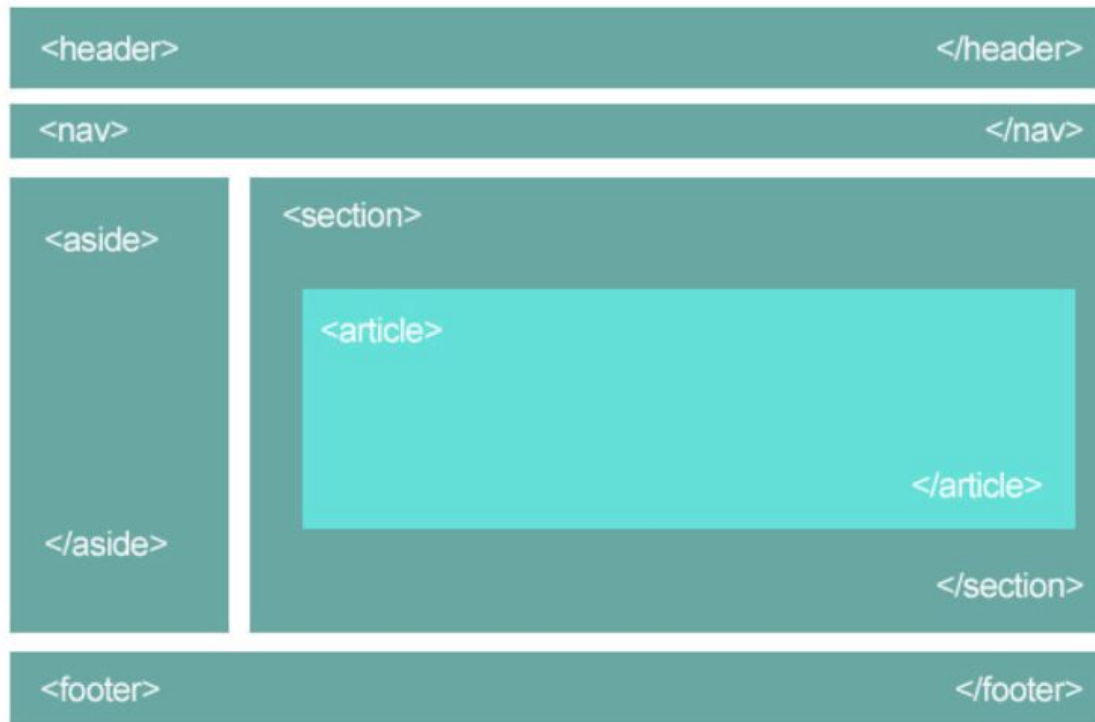 <header> </header>
<nav> </nav>
<aside>
</aside>
<section>
<article>
</article>
</section>
<footer> </footer>